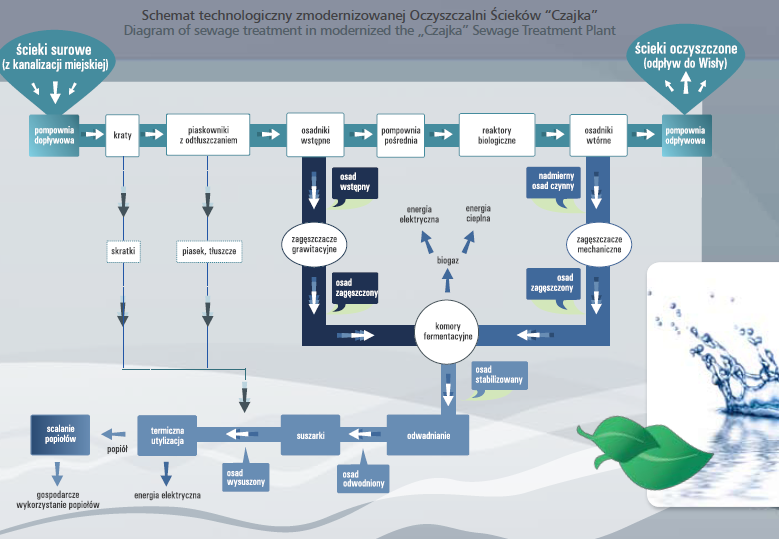 Schemat technologiczny zmodernizowanej Oczyszczalni Ścieków “Czajka”
Diagram of sewage treatment in modernized the „Czajka” Sewage Treatment Plant
ścieki surowe
(z kanalizacji miejskiej)
ścieki oczyszczone
(odpływ do Wisły)
pompownia
dopływowa
kraty
piaskowniki
z odtłuszczaniem
osadniki
wstępne
pompownia
pośrednia
reaktory
biologiczne
osadniki
wtórne
pompownia
odpływowa
osad
wstępny
nadmierny
osad czynny
energia
elektryczna
energia
cieplna
skratki
piasek, tłuszcze
zagęszczacze
grawitacyjne
biogaz
zagęszczacze
mechaniczne
osad
zagęszczony
osad
zagęszczony
komory
fermentacyjne
osad
stabilizowany
scalanie
popiołów
popiół
termiczna
utylizacja
suszarki
odwadnianie
osad
wysuszony
osad
odwodniony
gospodarcze
wykorzystanie popiołów
energia elektryczna